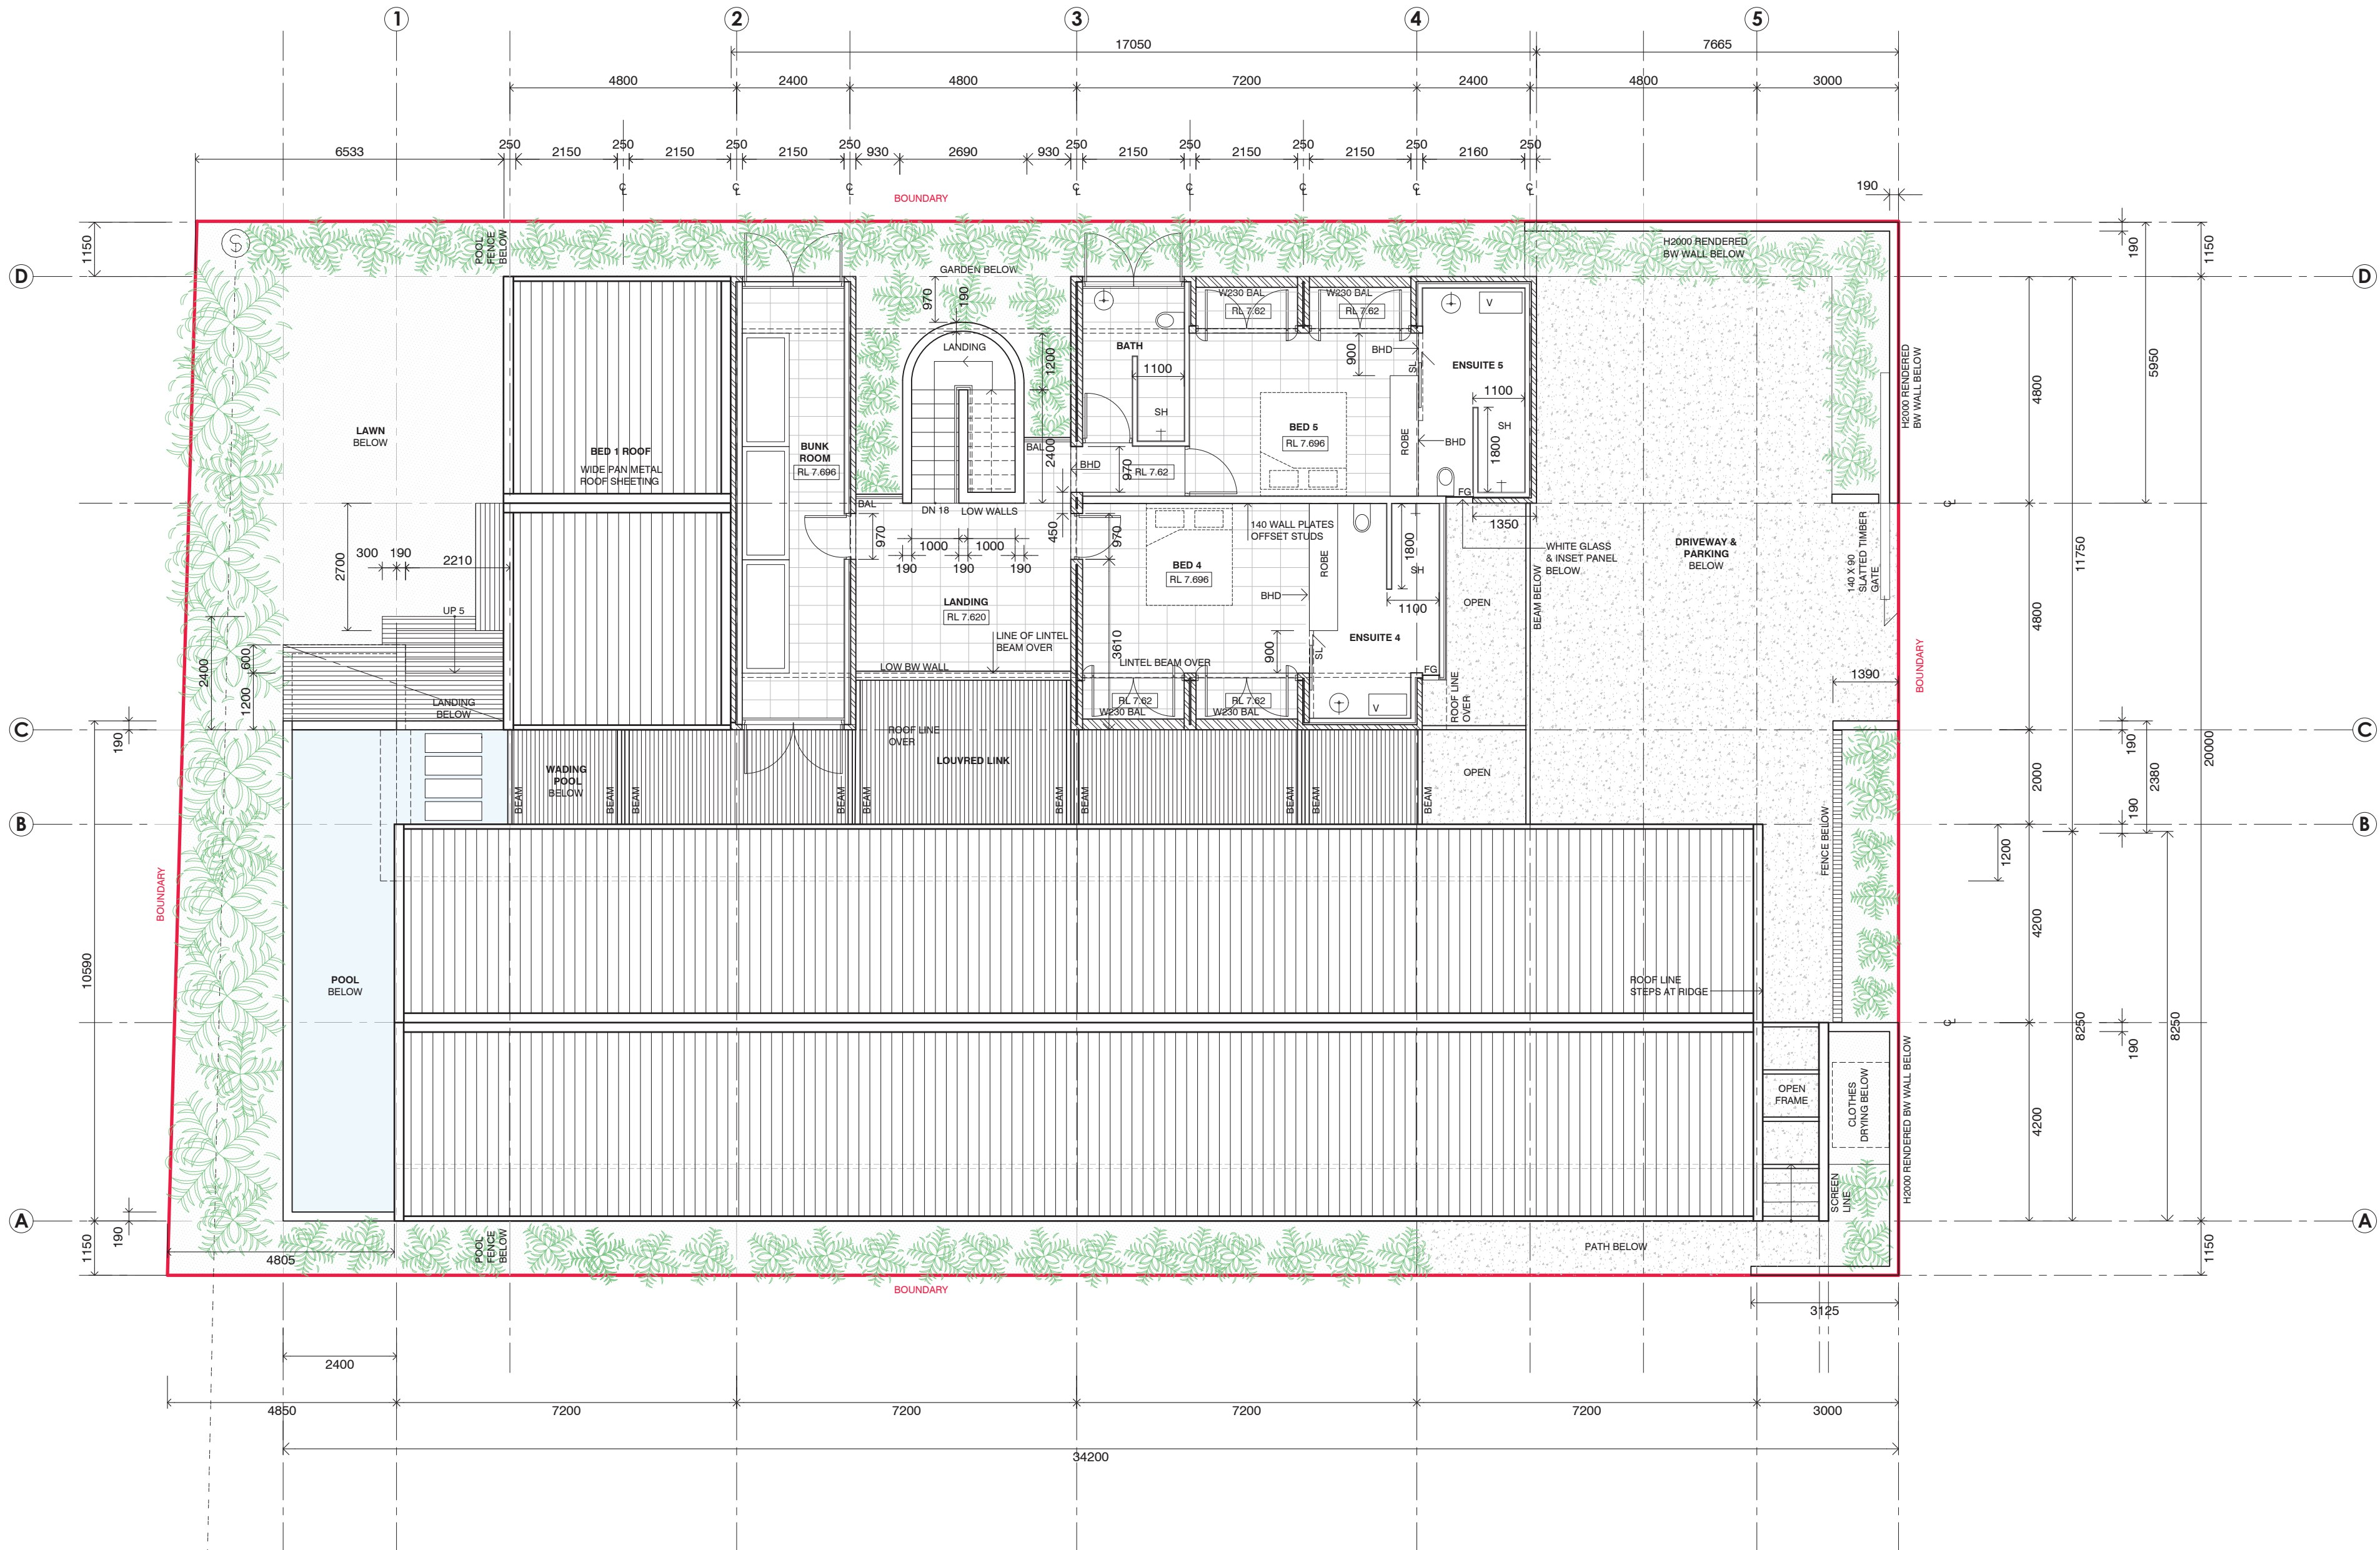 1 2 3 4 5
17050 7665
4800 2400 4800 7200 2400 4800 3000
6533 250 2150 250 2150 250 2150 250 930 2690 930 250 2150 250 2150 250 2150 250 2160 250
BOUNDARY
190
1150
POOL
FENCE
BELOW
GARDEN BELOW
H2000 RENDERED
BW WALL BELOW
190
1150
D
D
970
190
W230 BAL
RL 7.62
W230 BAL
RL 7.62
V
LANDING
BATH
1200
900
BHD
SL
ENSUITE 5
H2000 RENDERED
BW WALL BELOW
5950
4800
1100
1100
SH
SH
LAWN
BELOW
BED 1 ROOF
WIDE PAN METAL
ROOF SHEETING
BUNK
ROOM
RL 7.696
BED 5
RL 7.696
ROBE
BHD
1800
BAL
2400
BHD
970
RL 7.62
FG
BAL
DN 18
LOW WALLS
450
970
970
140 WALL PLATES
OFFSET STUDS
1350
2700
300 190 2210
1000 1000
190 190 190
ROBE
1800
SH
WHITE GLASS
& INSET PANEL
BELOW
DRIVEWAY &
PARKING
BELOW
140 X 90
SLATTED TIMBER
GATE
11750
BED 4
RL 7.696
BHD
1100
OPEN
BEAM BELOW
4800
UP 5
LANDING
RL 7.620
LINE OF LINTEL
BEAM OVER
3610
900
SL
ENSUITE 4
2400
600
1200
LOW BW WALL
LINTEL BEAM OVER
FG
1390
BOUNDARY
LANDING
BELOW
RL 7.62
W230 BAL
RL 7.62
W230 BAL
V
ROOF LINE
OVER
C
C
190
ROOF LINE
OVER
LOUVRED LINK
WADING
POOL
BELOW
OPEN
190
2000
2380
20000
BEAM
BEAM
BEAM
BEAM
BEAM
BEAM
BEAM
BEAM
BEAM
BEAM
190
B
B
FENCE BELOW
1200
BOUNDARY
4200
10590
POOL
BELOW
ROOF LINE
STEPS AT RIDGE
8250
8250
190
H2000 RENDERED BW WALL BELOW
OPEN
FRAME
CLOTHES
DRYING BELOW
4200
SCREEN
LINE
A
A
190
1150
4805
POOL
FENCE
BELOW
PATH BELOW
1150
BOUNDARY
3125
2400
4850 7200 7200 7200 7200 3000
34200